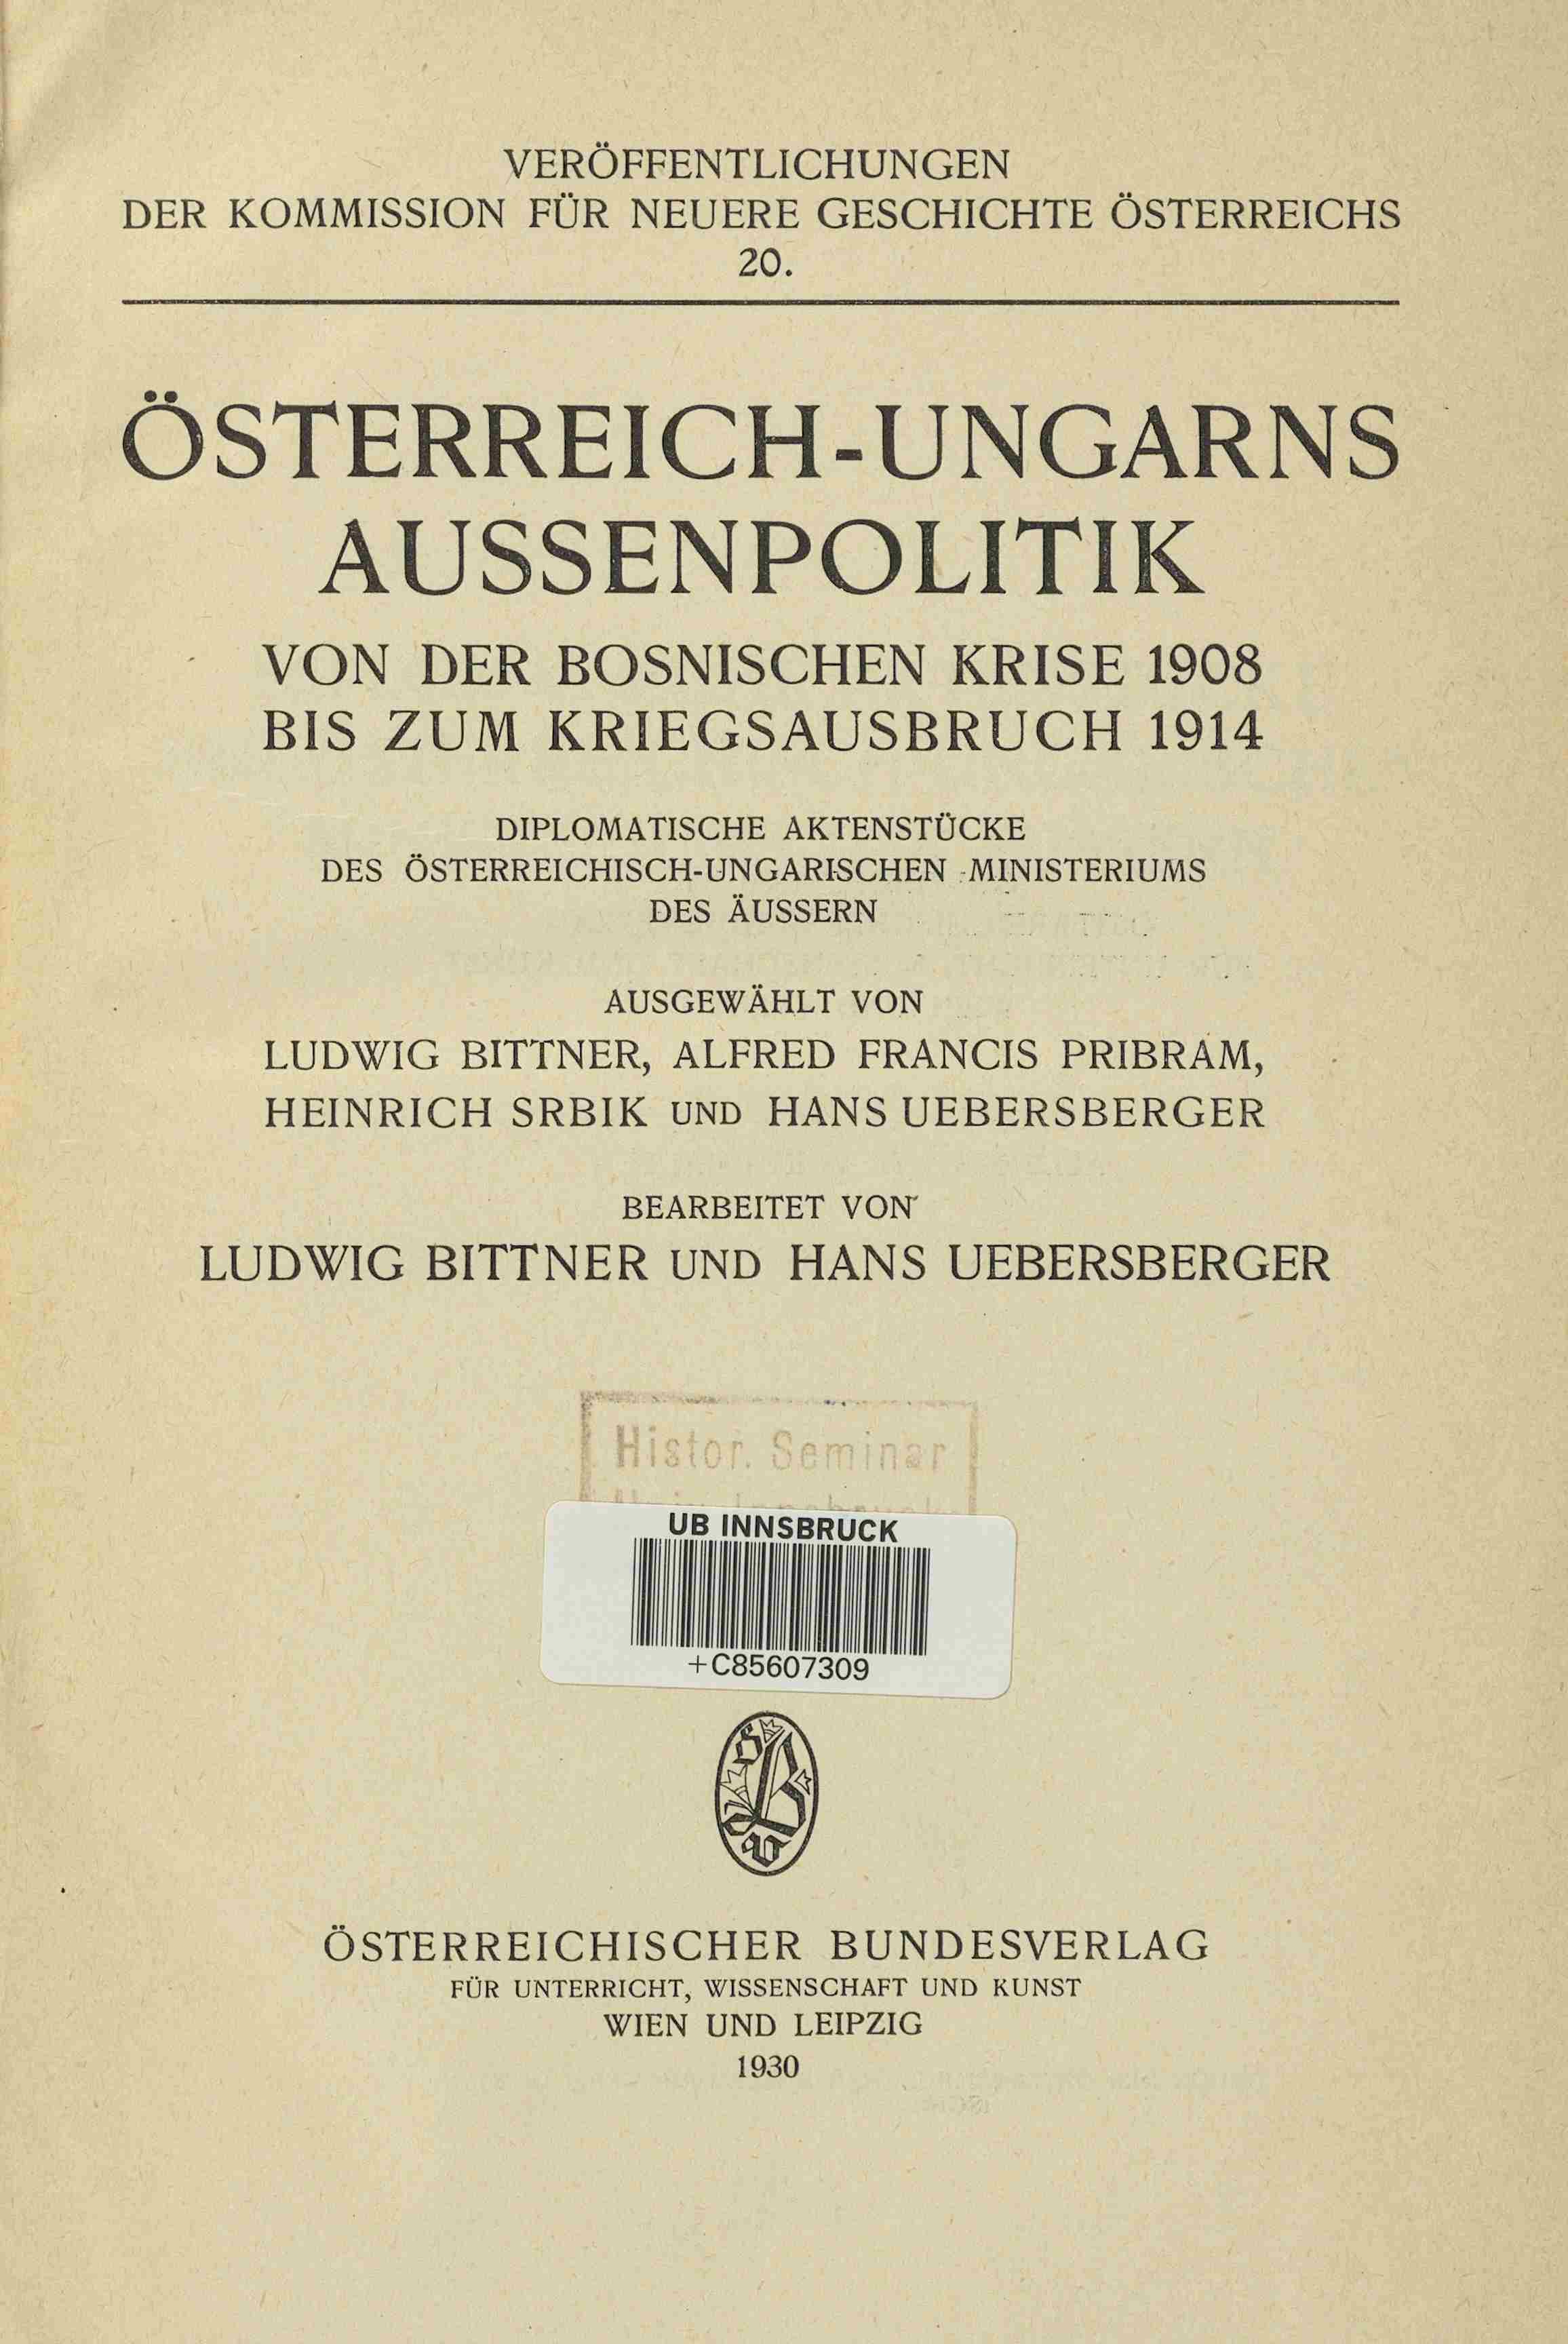 VERÖFFENTLICHUNGEN
DER KOMMISSION FÜR NEUERE GESCHICHTE ÖSTERREICHS
20.
ÖSTERREICH-UNGARNS
AUSSENPOLITIK
VON DER BOSNISCHEN KRISE 1908
BIS ZUM KRIEGSAUSBRUCH 1914
DIPLOMATISCHE AKTENSTÜCKE
DES ÖSTERREICHISCH-UNGARISCHEN MINISTERIUMS
DES ÄUSSERN
AUSGEWÄHLT VON
LUDWIG BITTNER, ALFRED FRANCIS PRIBRAM,
HEINRICH SRBIK UND HANS UEBERSBERGER
BEARBEITET VON
LUDWIG BITTNER UND HANS UEBERSBERGER
Histor. Seminar
UB INNSBRUCK
+C85607309
ÖBV
ÖSTERREICHISCHER BUNDESVERLAG
FÜR UNTERRICHT, WISSENSCHAFT UND KUNST
WIEN UND LEIPZIG
1930